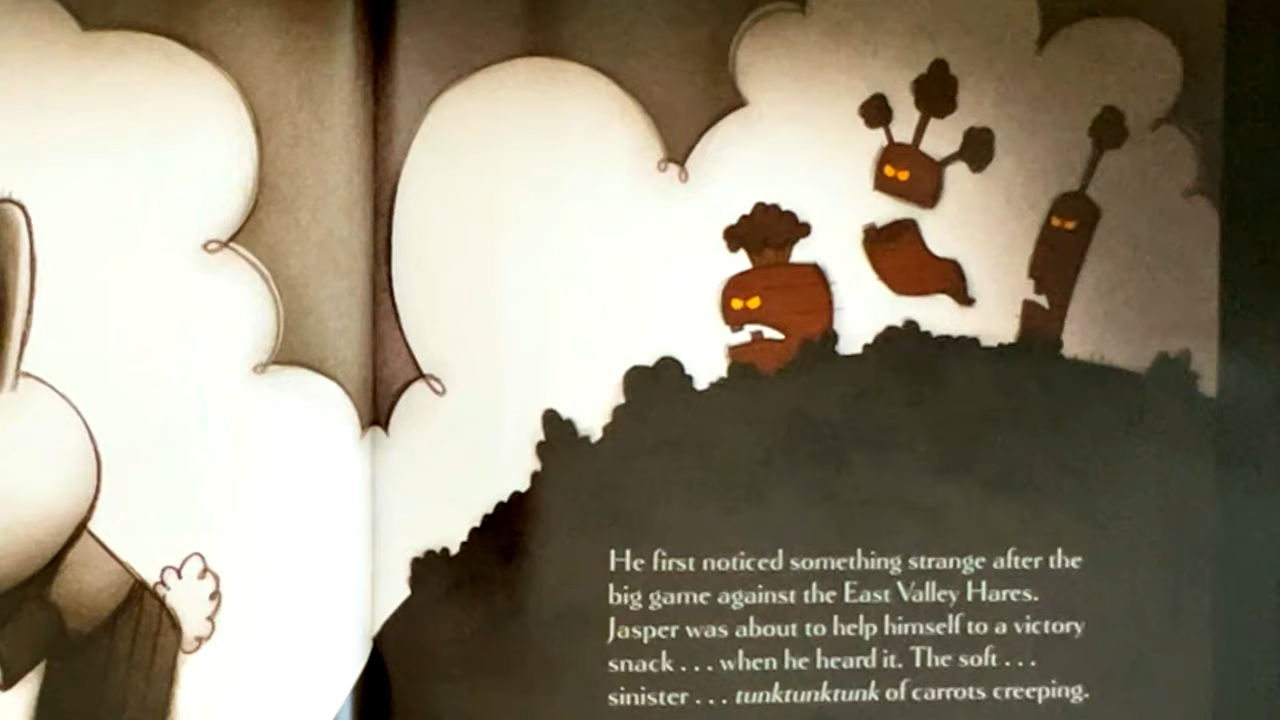 He first noticed something strange after the
big game against the East Valley Hares.
Jasper was about to help himself to a victory
snack . . . when he heard it. The soft . . .
sinister . . . tunktunktunk of carrots creeping.